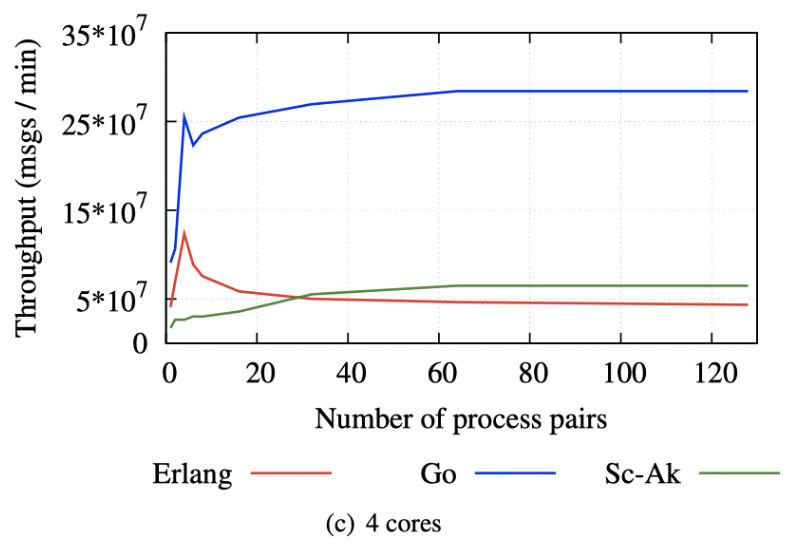 Throughput (msgs / min)
35*10⁷
25*10⁷
15*10⁷
5*10⁷
0
0 20 40 60 80 100 120
Number of process pairs
Erlang Go Sc-Ak
(c) 4 cores